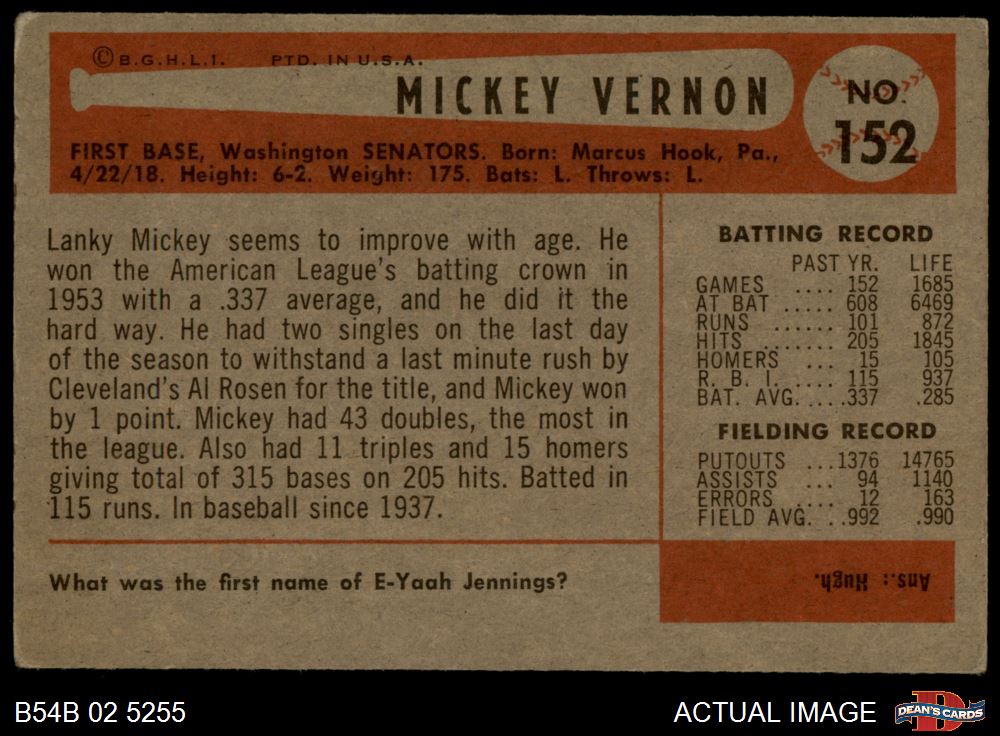 © B.G.H.L.I. PTD. IN U.S.A.
MICKEY VERNON
NO.
152
FIRST BASE, Washington SENATORS. Born: Marcus Hook, Pa.,
4/22/18. Height: 6-2. Weight: 175. Bats: L. Throws: L.
Lanky Mickey seems to improve with age. He
won the American League's batting crown in
1953 with a .337 average, and he did it the
hard way. He had two singles on the last day
of the season to withstand a last minute rush by
Cleveland's Al Rosen for the title, and Mickey won
by 1 point. Mickey had 43 doubles, the most in
the league. Also had 11 triples and 15 homers
giving total of 315 bases on 205 hits. Batted in
115 runs. In baseball since 1937.
BATTING RECORD
PAST YR. LIFE
GAMES .... 152 1685
AT BAT ..... 608 6469
RUNS ...... 101 872
HITS ....... 205 1845
HOMERS ... 15 105
R. B. I. .... 115 937
BAT. AVG. ....337 .285
FIELDING RECORD
PUTOUTS ...1376 14765
ASSISTS ... 94 1140
ERRORS ... 12 163
FIELD AVG. ...992 .990
What was the first name of E-Yaah Jennings?
Ans.: Hugh.
B54B 02 5255
ACTUAL IMAGE
D
DEAN'S CARDS